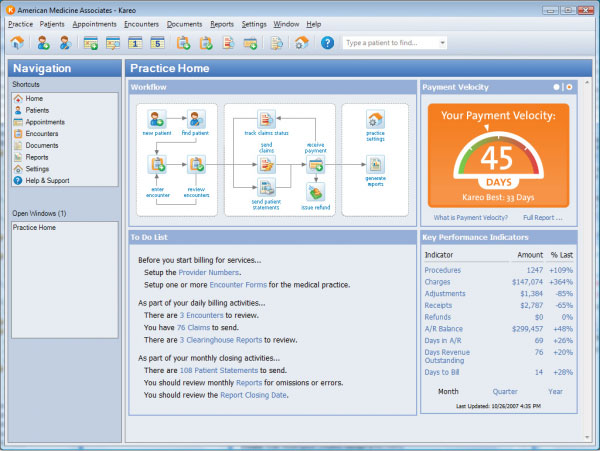 American Medicine Associates - Kareo
Practice Patients Appointments Encounters Documents Reports Settings Window Help
1 5 ? Type a patient to find...
Navigation
Shortcuts
Home
Patients
Appointments
Encounters
Documents
Reports
Settings
? Help & Support
Open Windows (1)
Practice Home
Practice Home
Workflow
new patient
find patient
enter
encounter
review
encounters
track claims status
send
claims
receive
payment
send patient
statements
issue refund
practice
settings
generate
reports
Payment Velocity
Your Payment Velocity:
45
DAYS
Kareo Best: 33 Days
What is Payment Velocity? Full Report ...
To Do List
Before you start billing for services...
Setup the Provider Numbers.
Setup one or more Encounter Forms for the medical practice.
As part of your daily billing activities...
There are 3 Encounters to review.
You have 76 Claims to send.
There are 3 Clearinghouse Reports to review.
As part of your monthly closing activities...
There are 108 Patient Statements to send.
You should review monthly Reports for omissions or errors.
You should review the Report Closing Date.
Key Performance Indicators
Indicator Amount % Last
Procedures 1247 +109%
Charges $147,074 +364%
Adjustments $1,384 -85%
Receipts $2,787 -65%
Refunds $0 0%
A/R Balance $299,457 +48%
Days in A/R 69 +26%
Days Revenue 76 +20%
Outstanding
Days to Bill 14 +28%
Month Quarter Year
Last Updated: 10/26/2007 4:35 PM